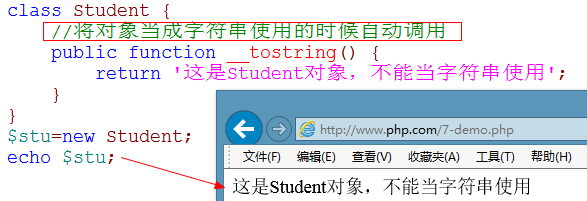 class Student {
//将对象当成字符串使用的时候自动调用
public function __tostring() {
return '这是Student对象，不能当字符串使用';
}
}
$stu=new Student;
echo $stu;
http://www.php.com/7-demo.php
文件(F) 编辑(E) 查看(V) 收藏夹(A) 工具(T) 帮助(H)
这是Student对象，不能当字符串使用